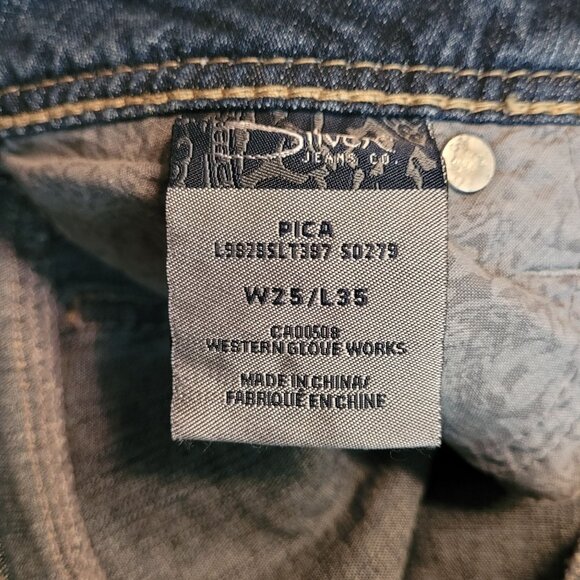 Silver
JEANS CO.
PICA
L9828SLT387 S0279
W25/L35
CA00508
WESTERN GLOVE WORKS
MADE IN CHINA/
FABRIQUÉ EN CHINE